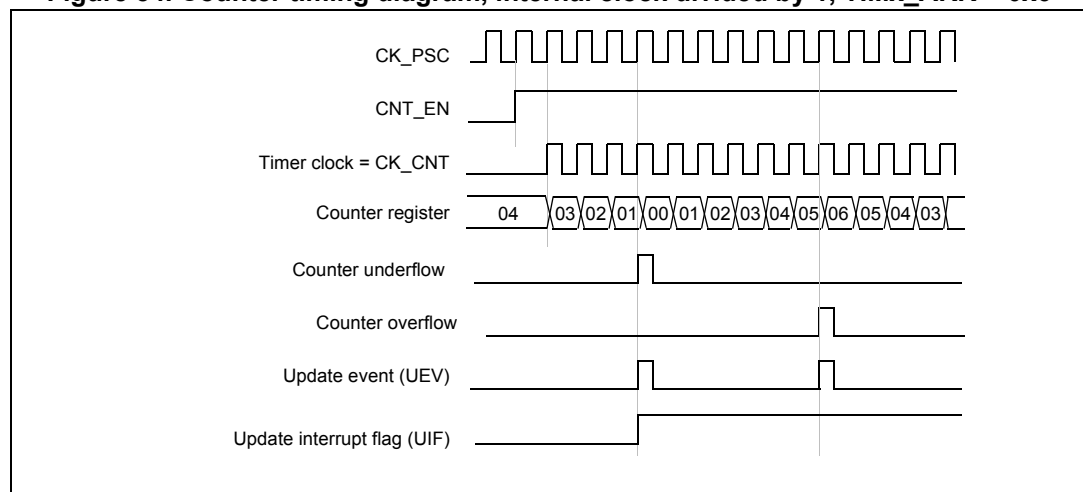 CK_PSC
CNT_EN
Timer clock = CK_CNT
Counter register 04 03 02 01 00 01 02 03 04 05 06 05 04 03
Counter underflow
Counter overflow
Update event (UEV)
Update interrupt flag (UIF)